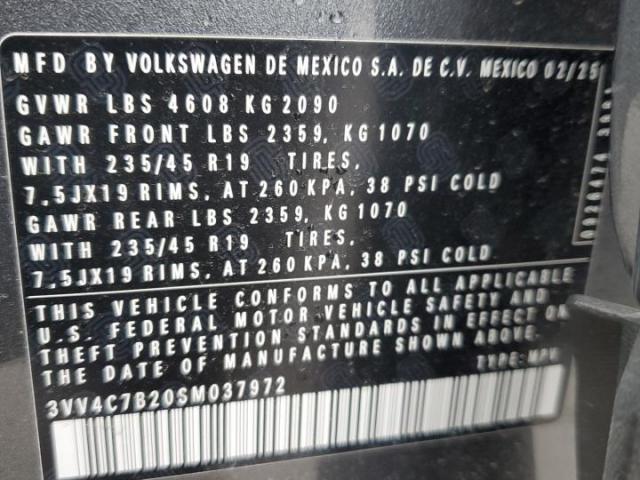 MFD BY VOLKSWAGEN DE MEXICO S.A. DE C.V. MEXICO 02/25
GVWR LBS 4608 KG 2090
GAWR FRONT LBS 2359, KG 1070
WITH 235/45 R19 TIRES,
7,5JX19 RIMS, AT 260 KPA, 38 PSI COLD
GAWR REAR LBS 2359, KG 1070
WITH 235/45 R19 TIRES,
7,5JX19 RIMS, AT 260 KPA, 38 PSI COLD
THIS VEHICLE CONFORMS TO ALL APPLICABLE
U.S. FEDERAL MOTOR VEHICLE SAFETY AND
THEFT PREVENTION STANDARDS IN EFFECT ON
THE DATE OF MANUFACTURE SHOWN ABOVE.
TYPE: MPV
3VV4C7B20SM037972